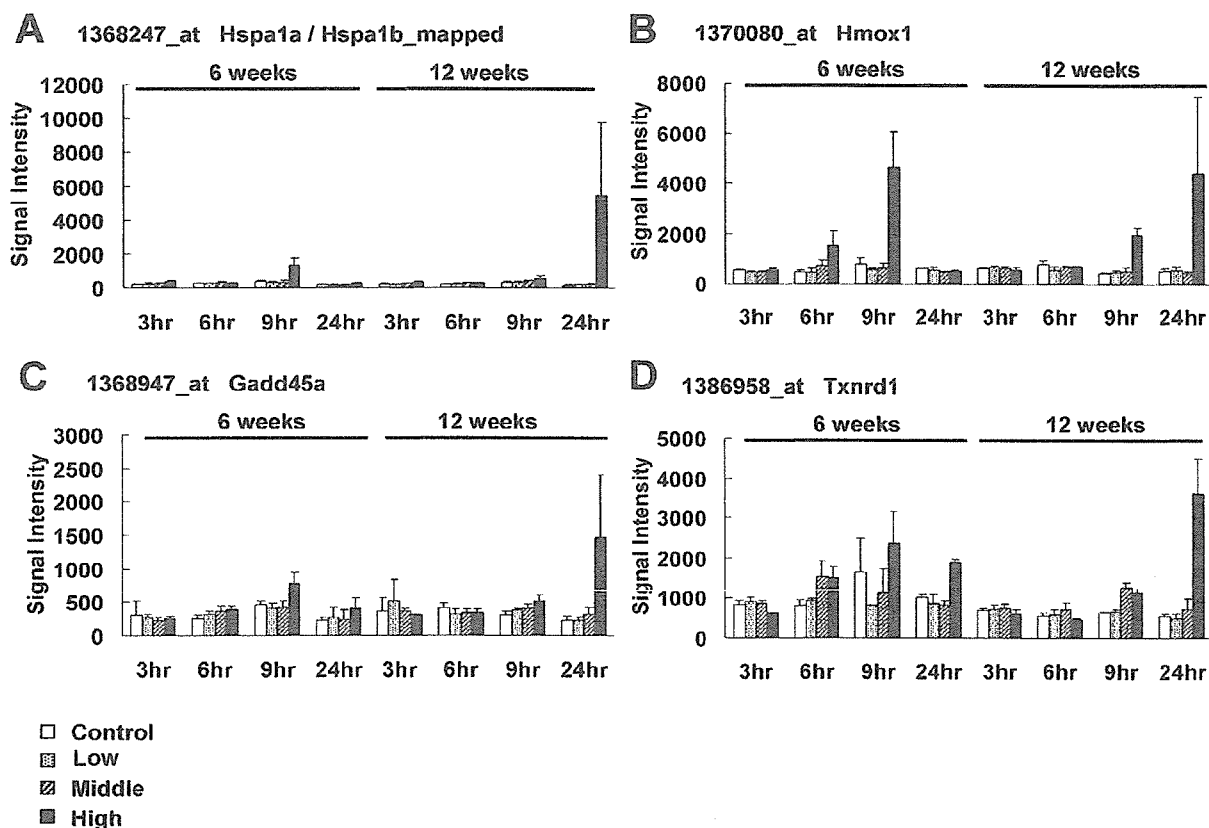 A 1368247_at Hspa1a / Hspa1b_mapped
6 weeks 12 weeks
Signal Intensity
12000
10000
8000
6000
4000
2000
0
3hr 6hr 9hr 24hr 3hr 6hr 9hr 24hr
B 1370080_at Hmox1
6 weeks 12 weeks
Signal Intensity
8000
6000
4000
2000
0
3hr 6hr 9hr 24hr 3hr 6hr 9hr 24hr
C 1368947_at Gadd45a
6 weeks 12 weeks
Signal Intensity
3000
2500
2000
1500
1000
500
0
3hr 6hr 9hr 24hr 3hr 6hr 9hr 24hr
D 1386958_at Txnrd1
6 weeks 12 weeks
Signal Intensity
5000
4000
3000
2000
1000
0
3hr 6hr 9hr 24hr 3hr 6hr 9hr 24hr
Control
Low
Middle
High